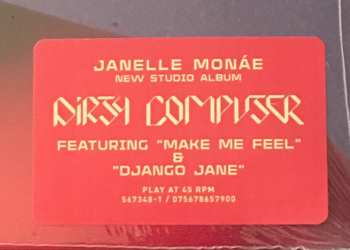 JANELLE MONÁE
NEW STUDIO ALBUM
DIRTY COMPUTER
FEATURING "MAKE ME FEEL"
&
"DJANGO JANE"
PLAY AT 45 RPM
567348-1 / 075678657900